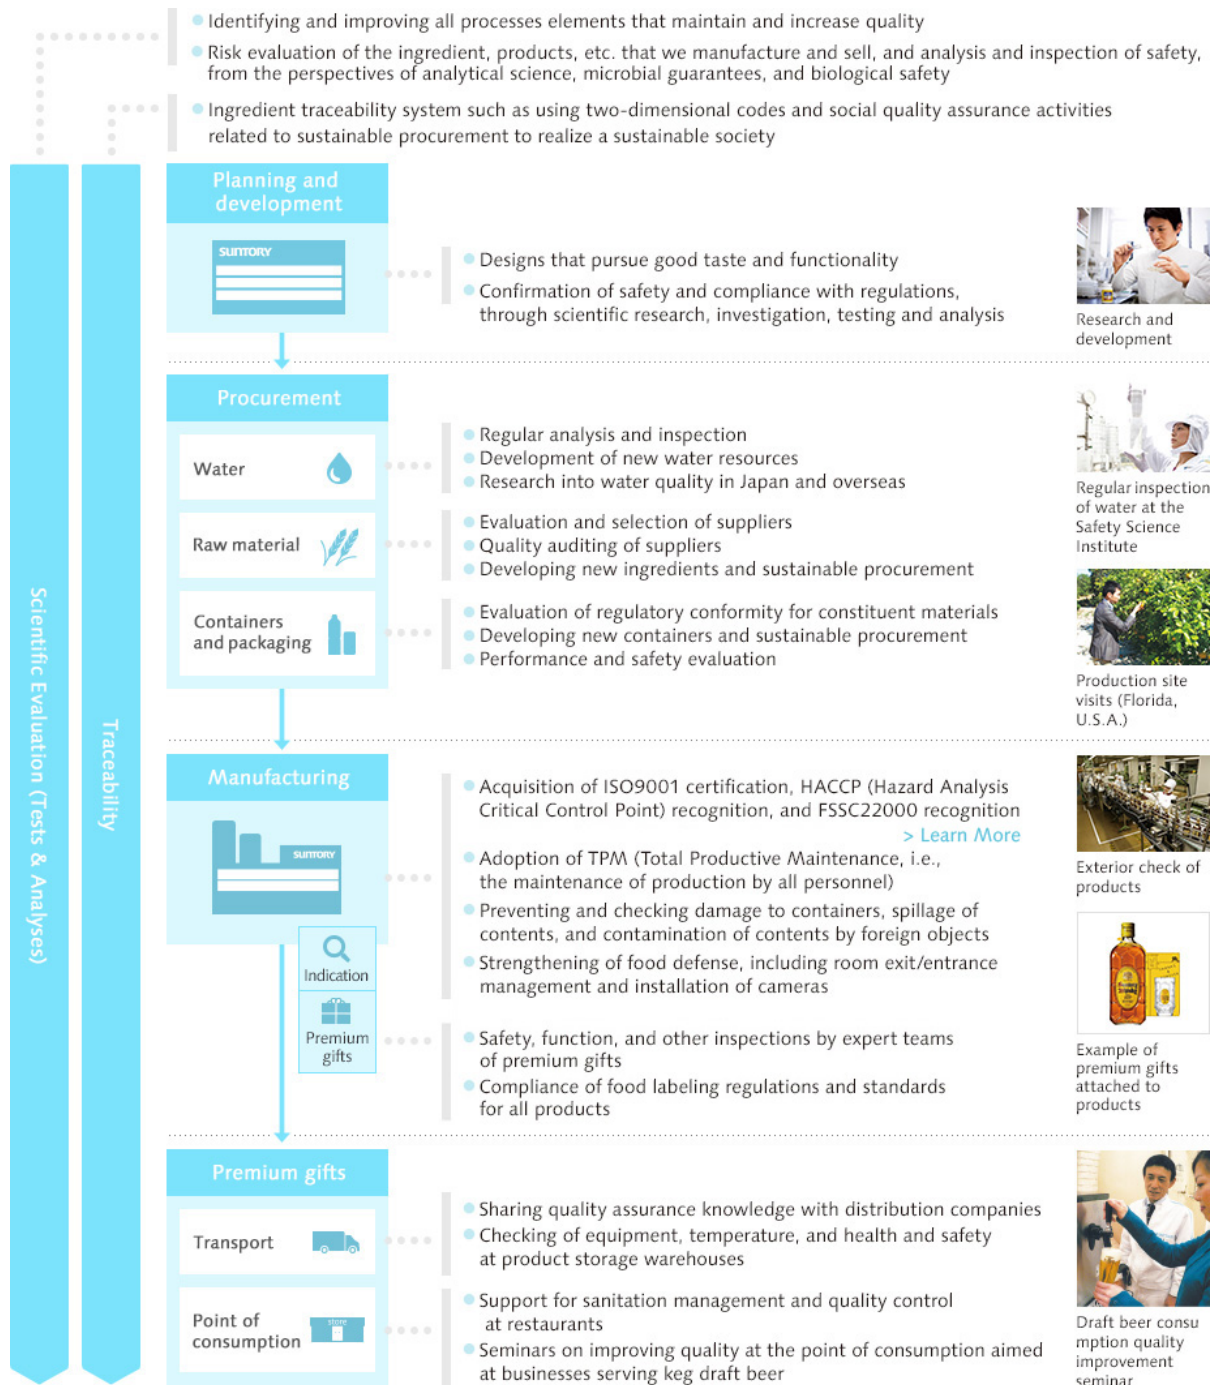 Identifying and improving all processes elements that maintain and increase quality
Risk evaluation of the ingredient, products, etc. that we manufacture and sell, and analysis and inspection of safety,
from the perspectives of analytical science, microbial guarantees, and biological safety
Ingredient traceability system such as using two-dimensional codes and social quality assurance activities
related to sustainable procurement to realize a sustainable society
Scientific Evaluation (Tests & Analyses)
Traceability
Planning and
development
SUNTORY
Designs that pursue good taste and functionality
Confirmation of safety and compliance with regulations,
through scientific research, investigation, testing and analysis
Research and
development
Procurement
Water
Regular analysis and inspection
Development of new water resources
Research into water quality in Japan and overseas
Regular inspection
of water at the
Safety Science
Institute
Raw material
Evaluation and selection of suppliers
Quality auditing of suppliers
Developing new ingredients and sustainable procurement
Containers
and packaging
Evaluation of regulatory conformity for constituent materials
Developing new containers and sustainable procurement
Performance and safety evaluation
Production site
visits (Florida,
U.S.A.)
Manufacturing
SUNTORY
Acquisition of ISO9001 certification, HACCP (Hazard Analysis
Critical Control Point) recognition, and FSSC22000 recognition
> Learn More
Adoption of TPM (Total Productive Maintenance, i.e.,
the maintenance of production by all personnel)
Preventing and checking damage to containers, spillage of
contents, and contamination of contents by foreign objects
Strengthening of food defense, including room exit/entrance
management and installation of cameras
Exterior check of
products
Indication
Premium
gifts
Safety, function, and other inspections by expert teams
of premium gifts
Compliance of food labeling regulations and standards
for all products
Example of
premium gifts
attached to
products
Premium gifts
Transport
Sharing quality assurance knowledge with distribution companies
Checking of equipment, temperature, and health and safety
at product storage warehouses
Point of
consumption
store
Support for sanitation management and quality control
at restaurants
Seminars on improving quality at the point of consumption aimed
at businesses serving keg draft beer
Draft beer consu
mption quality
improvement
seminar